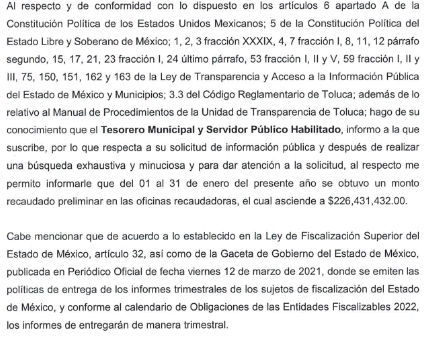 Al respecto y de conformidad con lo dispuesto en los artículos 6 apartado A de la
Constitución Política de los Estados Unidos Mexicanos; 5 de la Constitución Política del
Estado Libre y Soberano de México; 1, 2, 3 fracción XXXIX, 4, 7 fracción I, 8, 11, 12 párrafo
segundo, 15, 17, 21, 23 fracción I, 24 último párrafo, 53 fracción I, II y V, 59 fracción I, II y
III, 75, 150, 151, 162 y 163 de la Ley de Transparencia y Acceso a la Información Pública
del Estado de México y Municipios; 3.3 del Código Reglamentario de Toluca; además de lo
relativo al Manual de Procedimientos de la Unidad de Transparencia de Toluca; hago de su
conocimiento que el Tesorero Municipal y Servidor Público Habilitado, informo a la que
suscribe, por lo que respecta a su solicitud de información pública y después de realizar
una búsqueda exhaustiva y minuciosa y para dar atención a la solicitud, al respecto me
permito informarle que del 01 al 31 de enero del presente año se obtuvo un monto
recaudado preliminar en las oficinas recaudadoras, el cual asciende a $226,431,432.00.
Cabe mencionar que de acuerdo a lo establecido en la Ley de Fiscalización Superior del
Estado de México, artículo 32, así como de la Gaceta de Gobierno del Estado de México,
publicada en Periódico Oficial de fecha viernes 12 de marzo de 2021, donde se emiten las
políticas de entrega de los informes trimestrales de los sujetos de fiscalización del Estado
de México, y conforme al calendario de Obligaciones de las Entidades Fiscalizables 2022,
los informes de entregarán de manera trimestral.